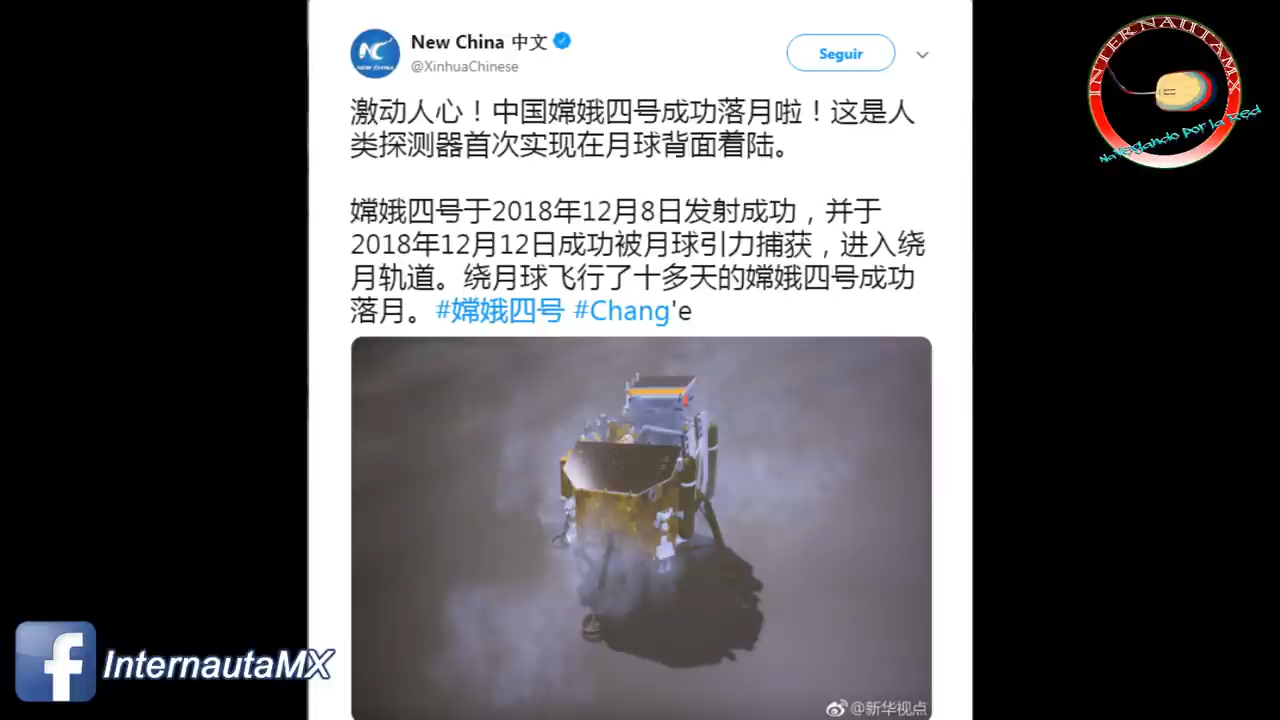 New China 中文
@XinhuaChinese
Seguir
激动人心！中国嫦娥四号成功落月啦！这是人
类探测器首次实现在月球背面着陆。
嫦娥四号于2018年12月8日发射成功，并于
2018年12月12日成功被月球引力捕获，进入绕
月轨道。绕月球飞行了十多天的嫦娥四号成功
落月。#嫦娥四号 #Chang'e
@新华视点
INTERNAUTAMX
Navegando por la Red
InternautaMX
NC
NEW CHINA